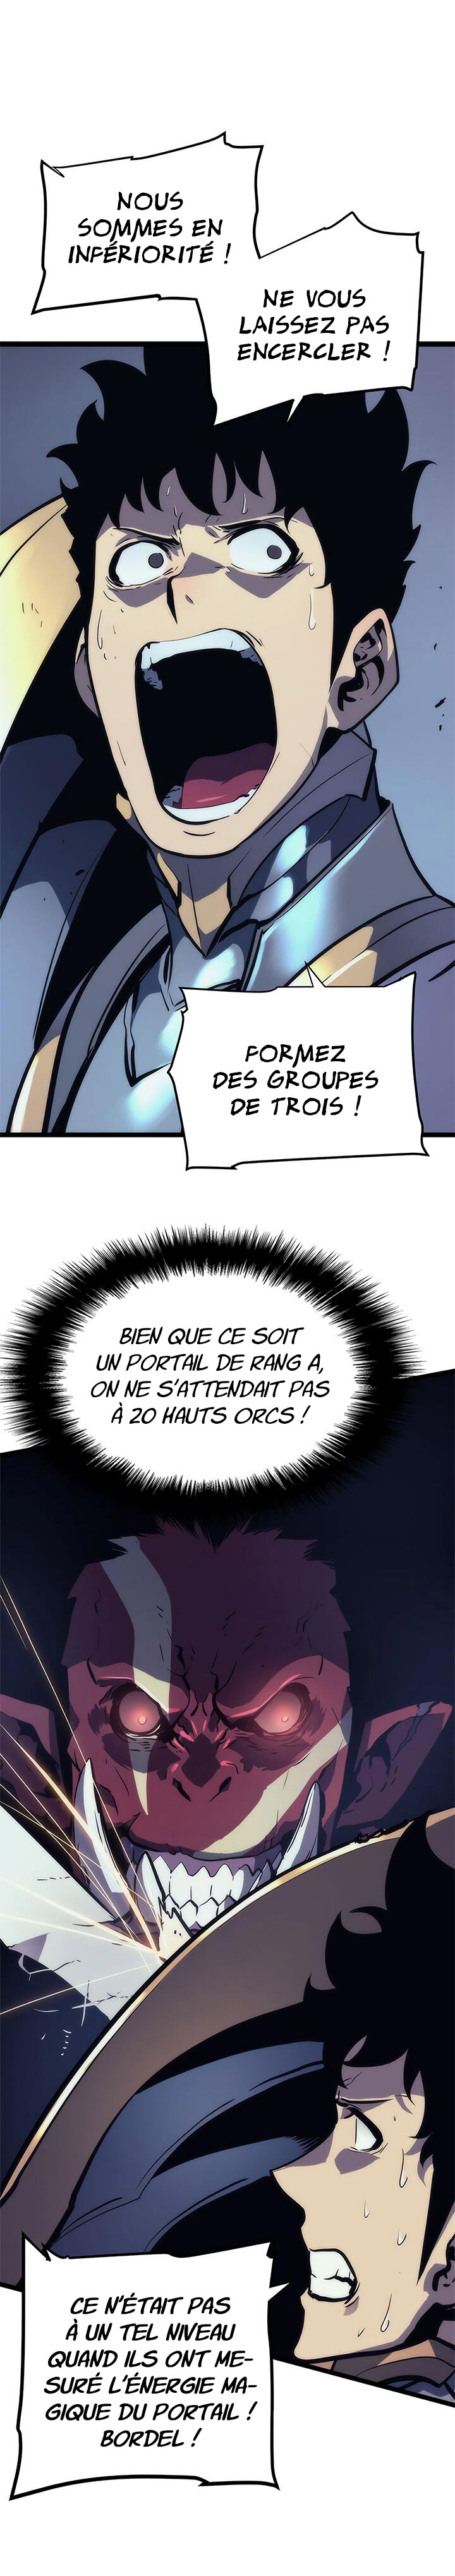 NOUS
SOMMES EN
INFÉRIORITÉ !
NE VOUS
LAISSEZ PAS
ENCERCLER !
FORMEZ
DES GROUPES
DE TROIS !
BIEN QUE CE SOIT
UN PORTAIL DE RANG A,
ON NE S'ATTENDAIT PAS
À 20 HAUTS ORCS !
CE N'ÉTAIT PAS
À UN TEL NIVEAU
QUAND ILS ONT ME-
SURÉ L'ÉNERGIE MA-
GIQUE DU PORTAIL !
BORDEL !